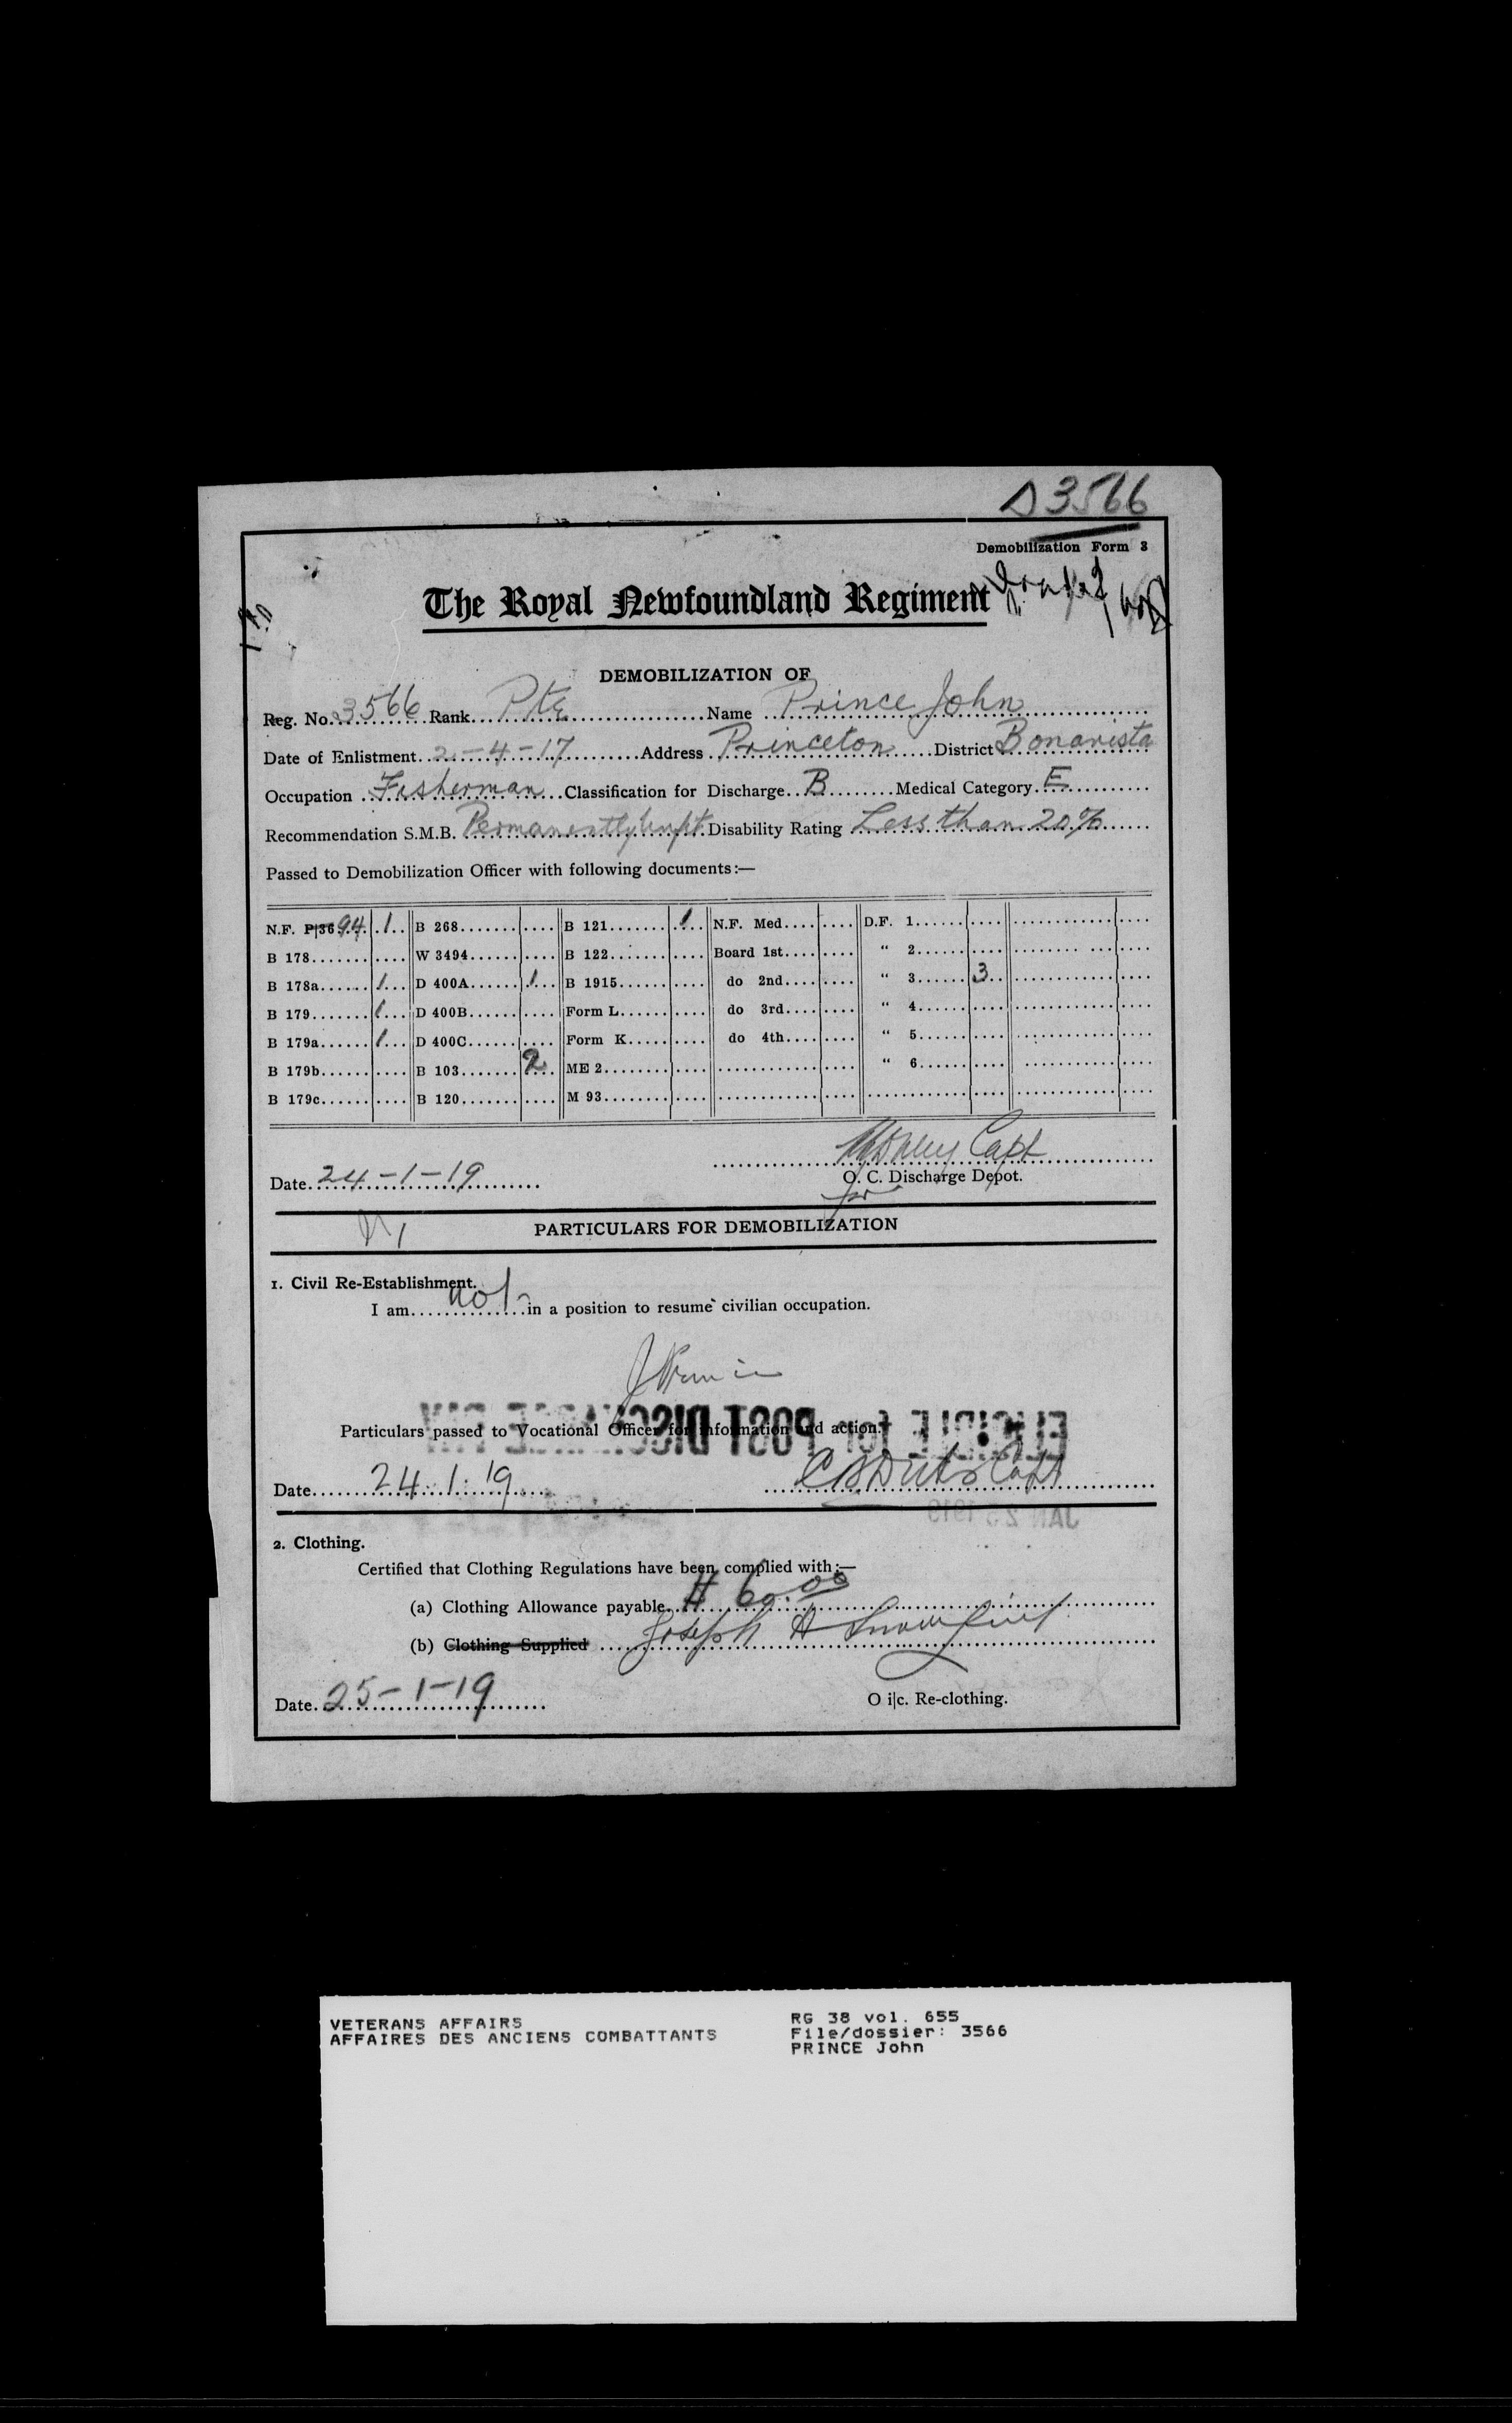 D3566
Demobilization Form 3
The Royal Newfoundland Regiment
DEMOBILIZATION OF
Reg. No. 3566 Rank Pte Name Prince John
Date of Enlistment 2-4-17 Address Princeton District Bonavista
Occupation Fisherman Classification for Discharge B Medical Category E
Recommendation S.M.B. Permanently Unfit Disability Rating Less than 20%
Passed to Demobilization Officer with following documents:—
N.F. P|36 94 1 B 268 B 121 1 N.F. Med D.F. 1
B 178 W 3494 B 122 Board 1st " 2
B 178a 1 D 400A 1 B 1915 do 2nd " 3 3
B 179 1 D 400B Form L do 3rd " 4
B 179a 1 D 400C Form K do 4th " 5
B 179b B 103 2 ME 2 " 6
B 179c B 120 M 93
Capt
Date 24-1-19 O. C. Discharge Depot.
for
PARTICULARS FOR DEMOBILIZATION
1. Civil Re-Establishment.
I am not in a position to resume civilian occupation.
ELIGIBLE for POST DISCHARGE PAY
Particulars passed to Vocational Officer for information and action.
Date 24.1.19 Capt
JAN 25 1919
2. Clothing.
Certified that Clothing Regulations have been complied with:—
(a) Clothing Allowance payable $60.00
(b) Clothing Supplied Joseph A
Date 25-1-19 O i|c. Re-clothing.
VETERANS AFFAIRS RG 38 vol. 655
AFFAIRES DES ANCIENS COMBATTANTS File/dossier: 3566
PRINCE John